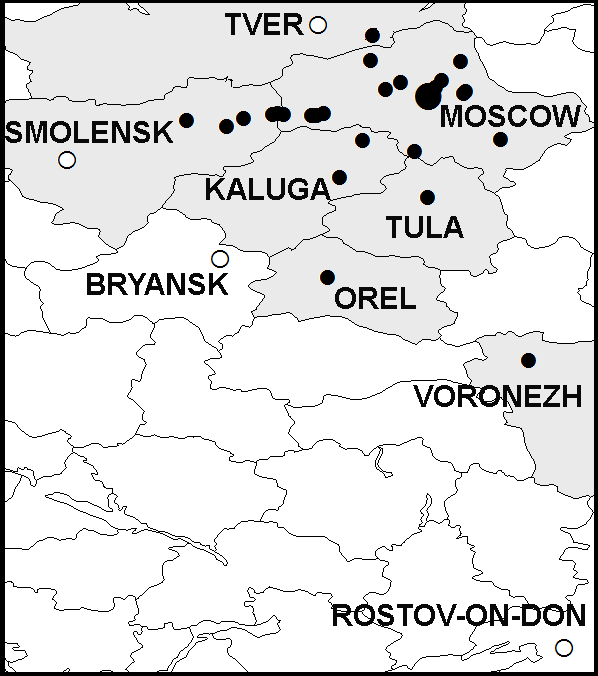 TVER
MOSCOW
SMOLENSK
KALUGA
TULA
BRYANSK
OREL
VORONEZH
ROSTOV-ON-DON